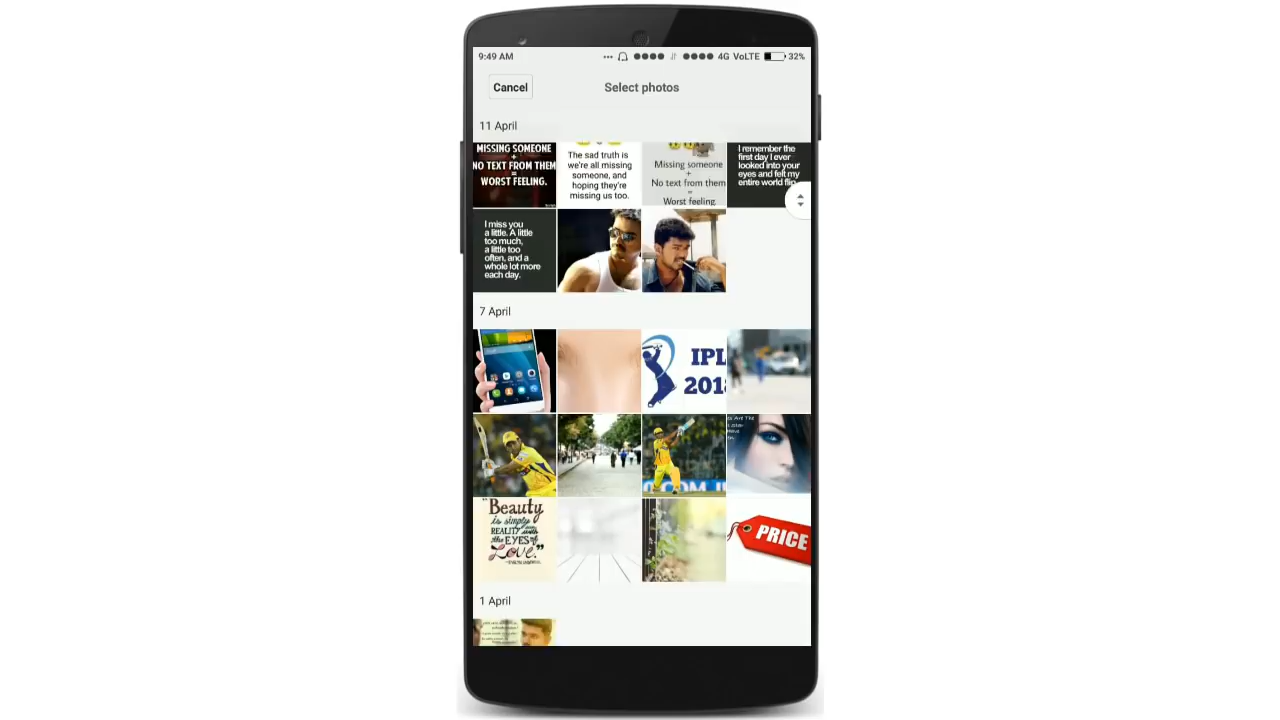 9:49 AM
4G VoLTE
32%
Cancel
Select photos
11 April
MISSING SOMEONE
+
NO TEXT FROM THEM
=
WORST FEELING.
The sad truth is
we're all missing
someone, and
hoping they're
missing us too.
Missing someone
+
No text from them
=
Worst feeling.
I remember the
first day I ever
looked into your
eyes and felt my
entire world flip
I miss you
a little. A little
too much,
a little too
often, and a
whole lot more
each day.
7 April
IPL
2018
es Are The
"Beauty
is simply
REALITY with
the EYES of
Love."
PRICE
1 April